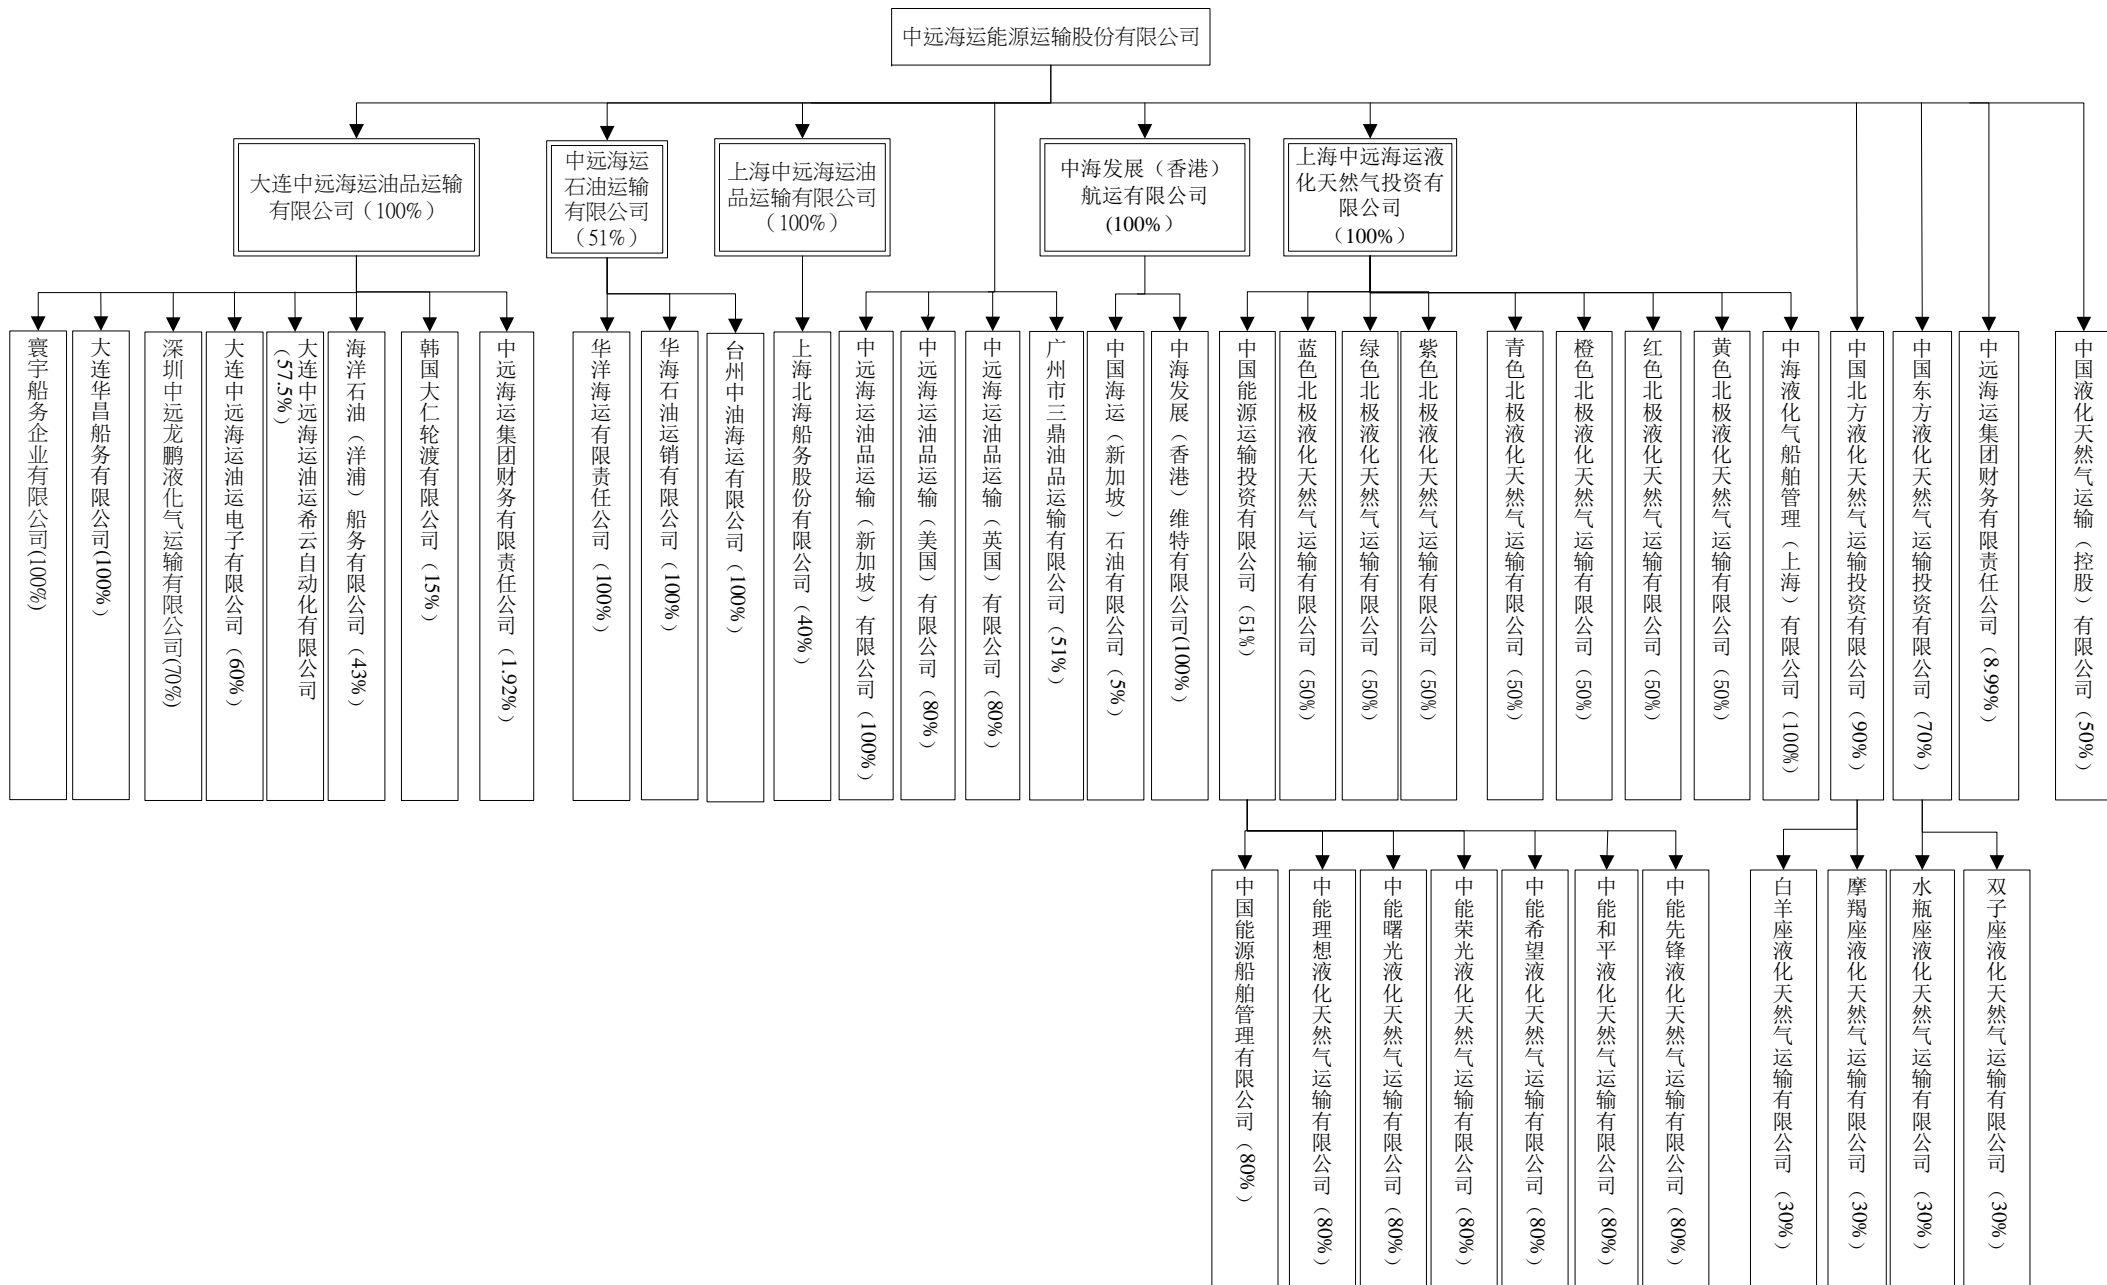 中远海运能源运输股份有限公司
大连中远海运油品运输
有限公司（100%）
中远海运
石油运输
有限公司
（51%）
上海中远海运油
品运输有限公司
（100%）
中海发展（香港）
航运有限公司
(100%）
上海中远海运液
化天然气投资有
限公司
（100%）
寰宇船务企业有限公司(100%)
大连华昌船务有限公司(100%）
深圳中远龙鹏液化气运输有限公司(70%)
大连中远海运油运电子有限公司（60%）
大连中远海运油运希云自动化有限公司
（57.5%）
海洋石油（洋浦）船务有限公司（43%）
韩国大仁轮渡有限公司（15%）
中远海运集团财务有限责任公司（1.92%）
华洋海运有限责任公司（100%）
华海石油运销有限公司（100%）
台州中油海运有限公司（100%）
上海北海船务股份有限公司（40%）
中远海运油品运输（新加坡）有限公司（100%）
中远海运油品运输（美国）有限公司（80%）
中远海运油品运输（英国）有限公司（80%）
广州市三鼎油品运输有限公司（51%）
中国海运（新加坡）石油有限公司（5%）
中海发展（香港）维特有限公司(100%）
中国能源运输投资有限公司（51%）
蓝色北极液化天然气运输有限公司（50%）
绿色北极液化天然气运输有限公司（50%）
紫色北极液化天然气运输有限公司（50%）
青色北极液化天然气运输有限公司（50%）
橙色北极液化天然气运输有限公司（50%）
红色北极液化天然气运输有限公司（50%）
黄色北极液化天然气运输有限公司（50%）
中海液化气船舶管理（上海）有限公司（100%）
中国北方液化天然气运输投资有限公司（90%）
中国东方液化天然气运输投资有限公司（70%）
中远海运集团财务有限责任公司（8.99%）
中国液化天然气运输（控股）有限公司（50%）
中国能源船舶管理有限公司（80%）
中能理想液化天然气运输有限公司（80%）
中能曙光液化天然气运输有限公司（80%）
中能荣光液化天然气运输有限公司（80%）
中能希望液化天然气运输有限公司（80%）
中能和平液化天然气运输有限公司（80%）
中能先锋液化天然气运输有限公司（80%）
白羊座液化天然气运输有限公司（30%）
摩羯座液化天然气运输有限公司（30%）
水瓶座液化天然气运输有限公司（30%）
双子座液化天然气运输有限公司（30%）